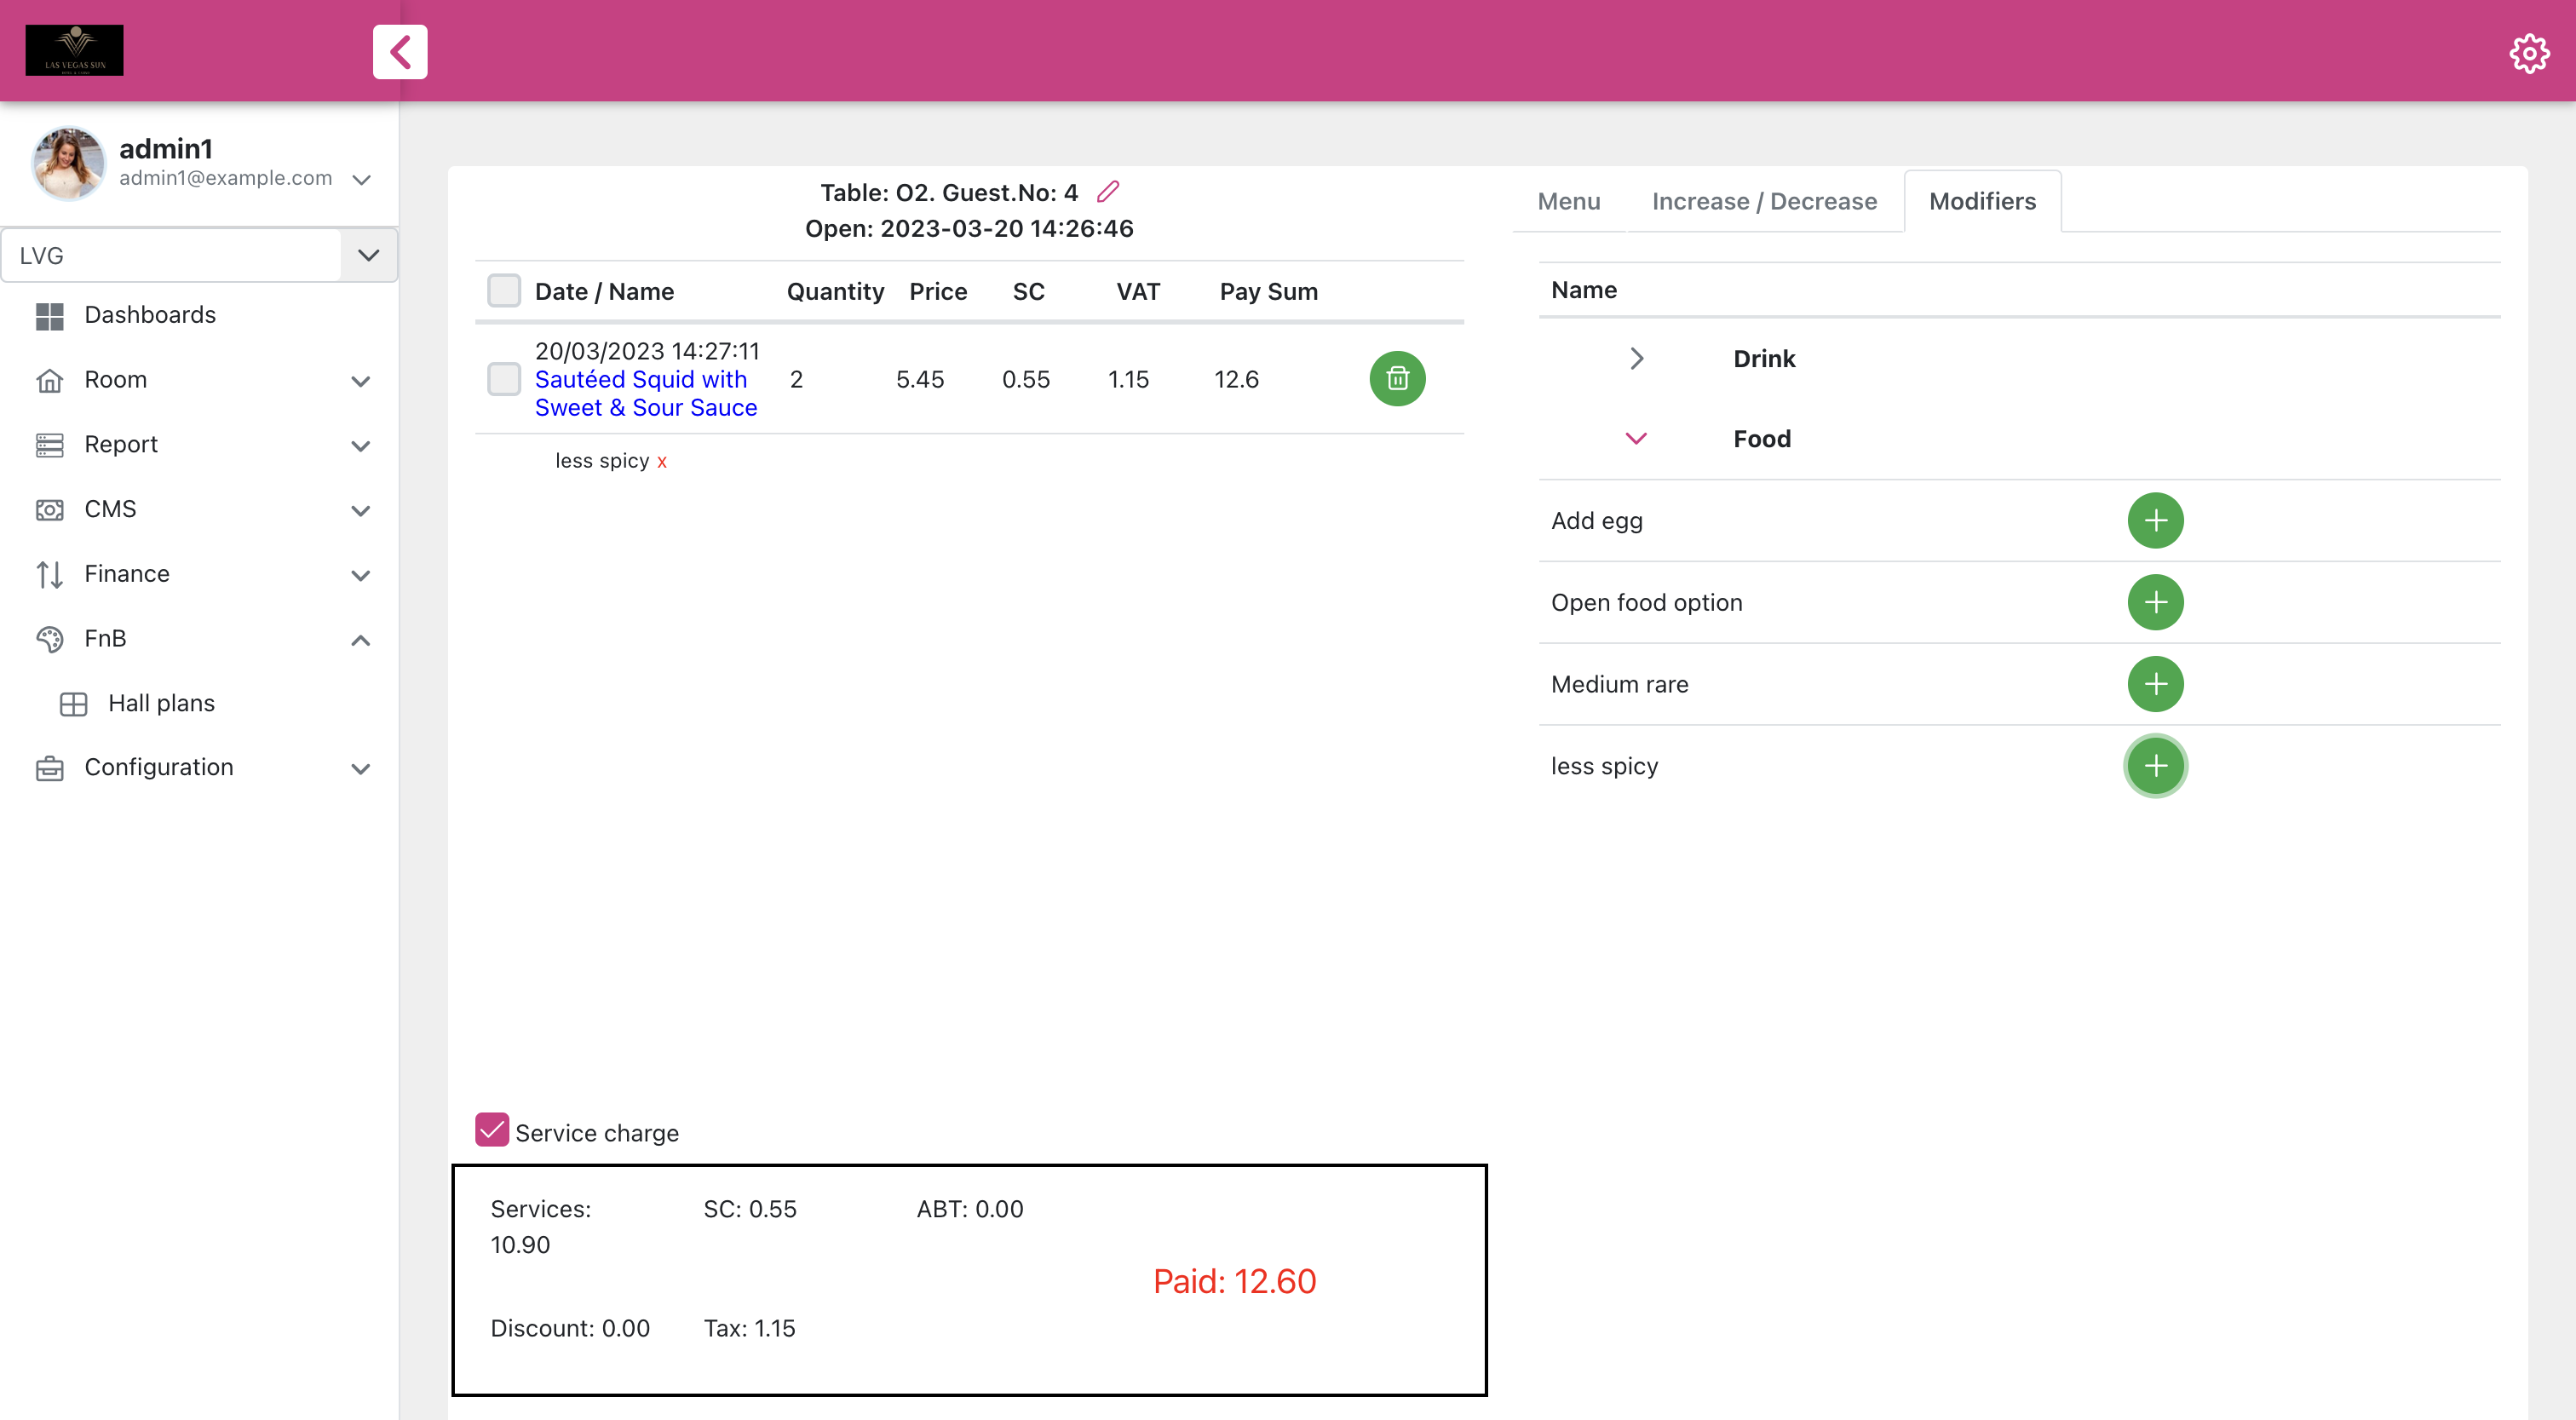 LAS VEGAS SUN
admin1
admin1@example.com
LVG
Dashboards
Room
Report
CMS
Finance
FnB
Hall plans
Configuration
Table: O2. Guest.No: 4
Open: 2023-03-20 14:26:46
Date / Name Quantity Price SC VAT Pay Sum
20/03/2023 14:27:11
Sautéed Squid with
Sweet & Sour Sauce
2 5.45 0.55 1.15 12.6
less spicy x
Service charge
Services:
10.90
SC: 0.55
ABT: 0.00
Paid: 12.60
Discount: 0.00
Tax: 1.15
Menu Increase / Decrease Modifiers
Name
Drink
Food
Add egg
Open food option
Medium rare
less spicy